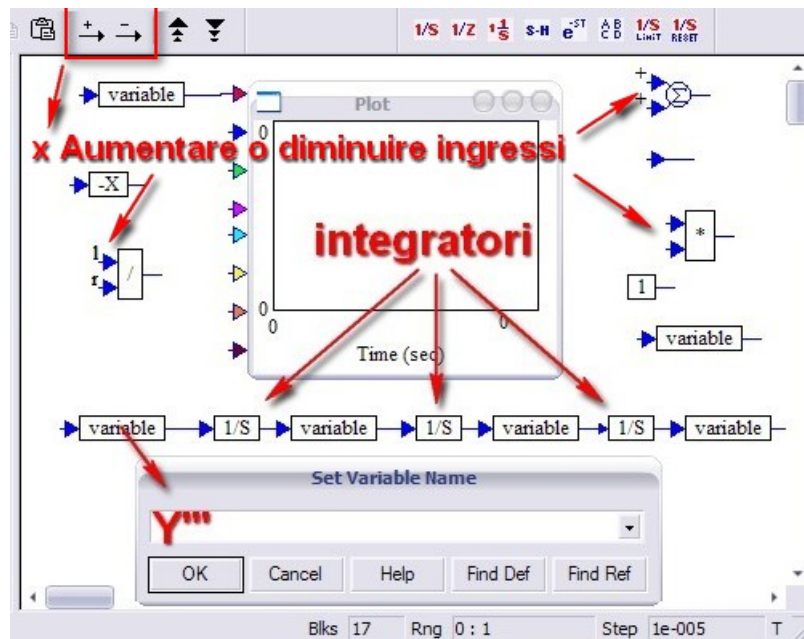 + -
1/S 1/Z 1 1/S S-H e^-ST A B C D 1/S LIMIT 1/S RESET
variable
Plot
+
+
Σ
0
x Aumentare o diminuire ingressi
-X
*
integratori
l
r
/
1
0
0
0
variable
Time (sec)
variable 1/S variable 1/S variable 1/S variable
Set Variable Name
Y'''
OK Cancel Help Find Def Find Ref
Blks 17 Rng 0 : 1 Step 1e-005 T